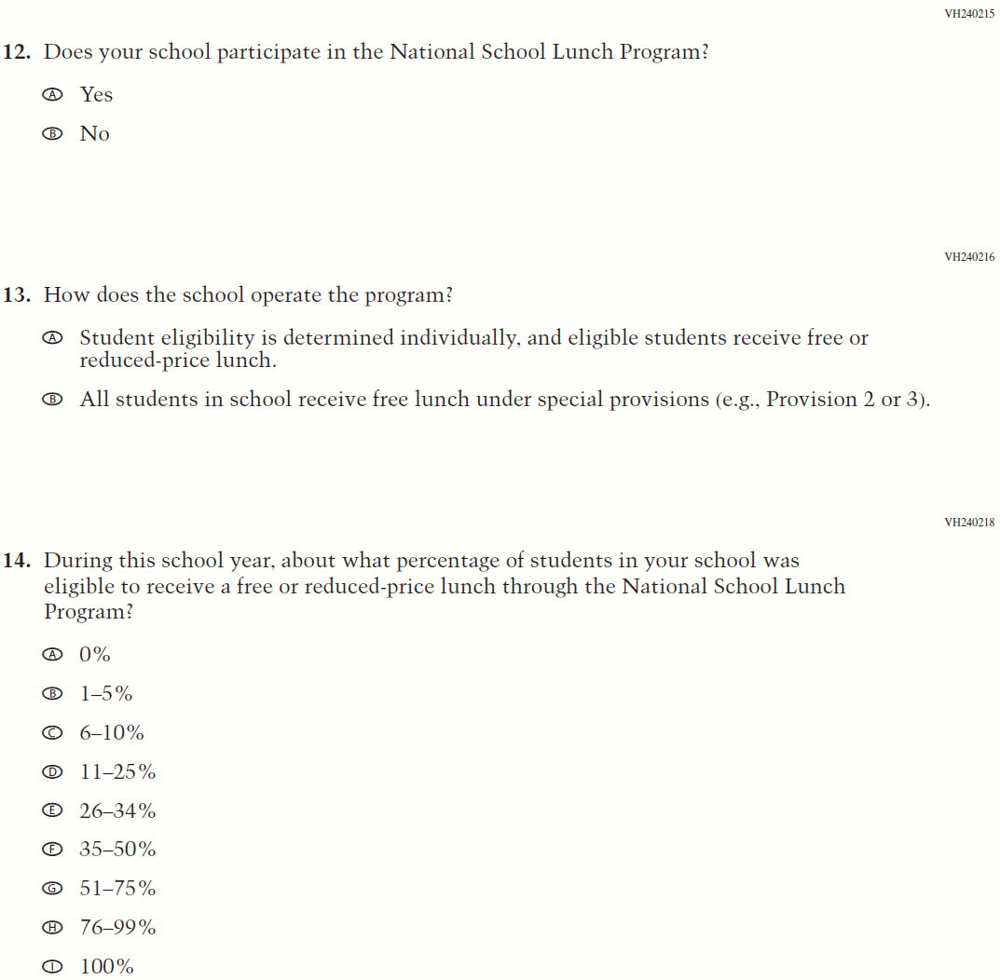 VH240215
12. Does your school participate in the National School Lunch Program?
A Yes
B No
VH240216
13. How does the school operate the program?
A Student eligibility is determined individually, and eligible students receive free or
reduced-price lunch.
B All students in school receive free lunch under special provisions (e.g., Provision 2 or 3).
VH240218
14. During this school year, about what percentage of students in your school was
eligible to receive a free or reduced-price lunch through the National School Lunch
Program?
A 0%
B 1–5%
C 6–10%
D 11–25%
E 26–34%
F 35–50%
G 51–75%
H 76–99%
I 100%